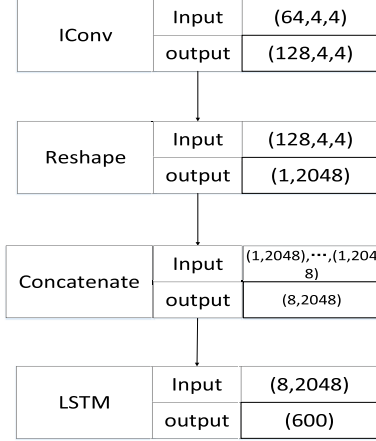 IConv
Input
(64,4,4)
output
(128,4,4)
Reshape
Input
(128,4,4)
output
(1,2048)
Concatenate
Input
(1,2048),⋯,(1,204
8)
output
(8,2048)
LSTM
Input
(8,2048)
output
(600)